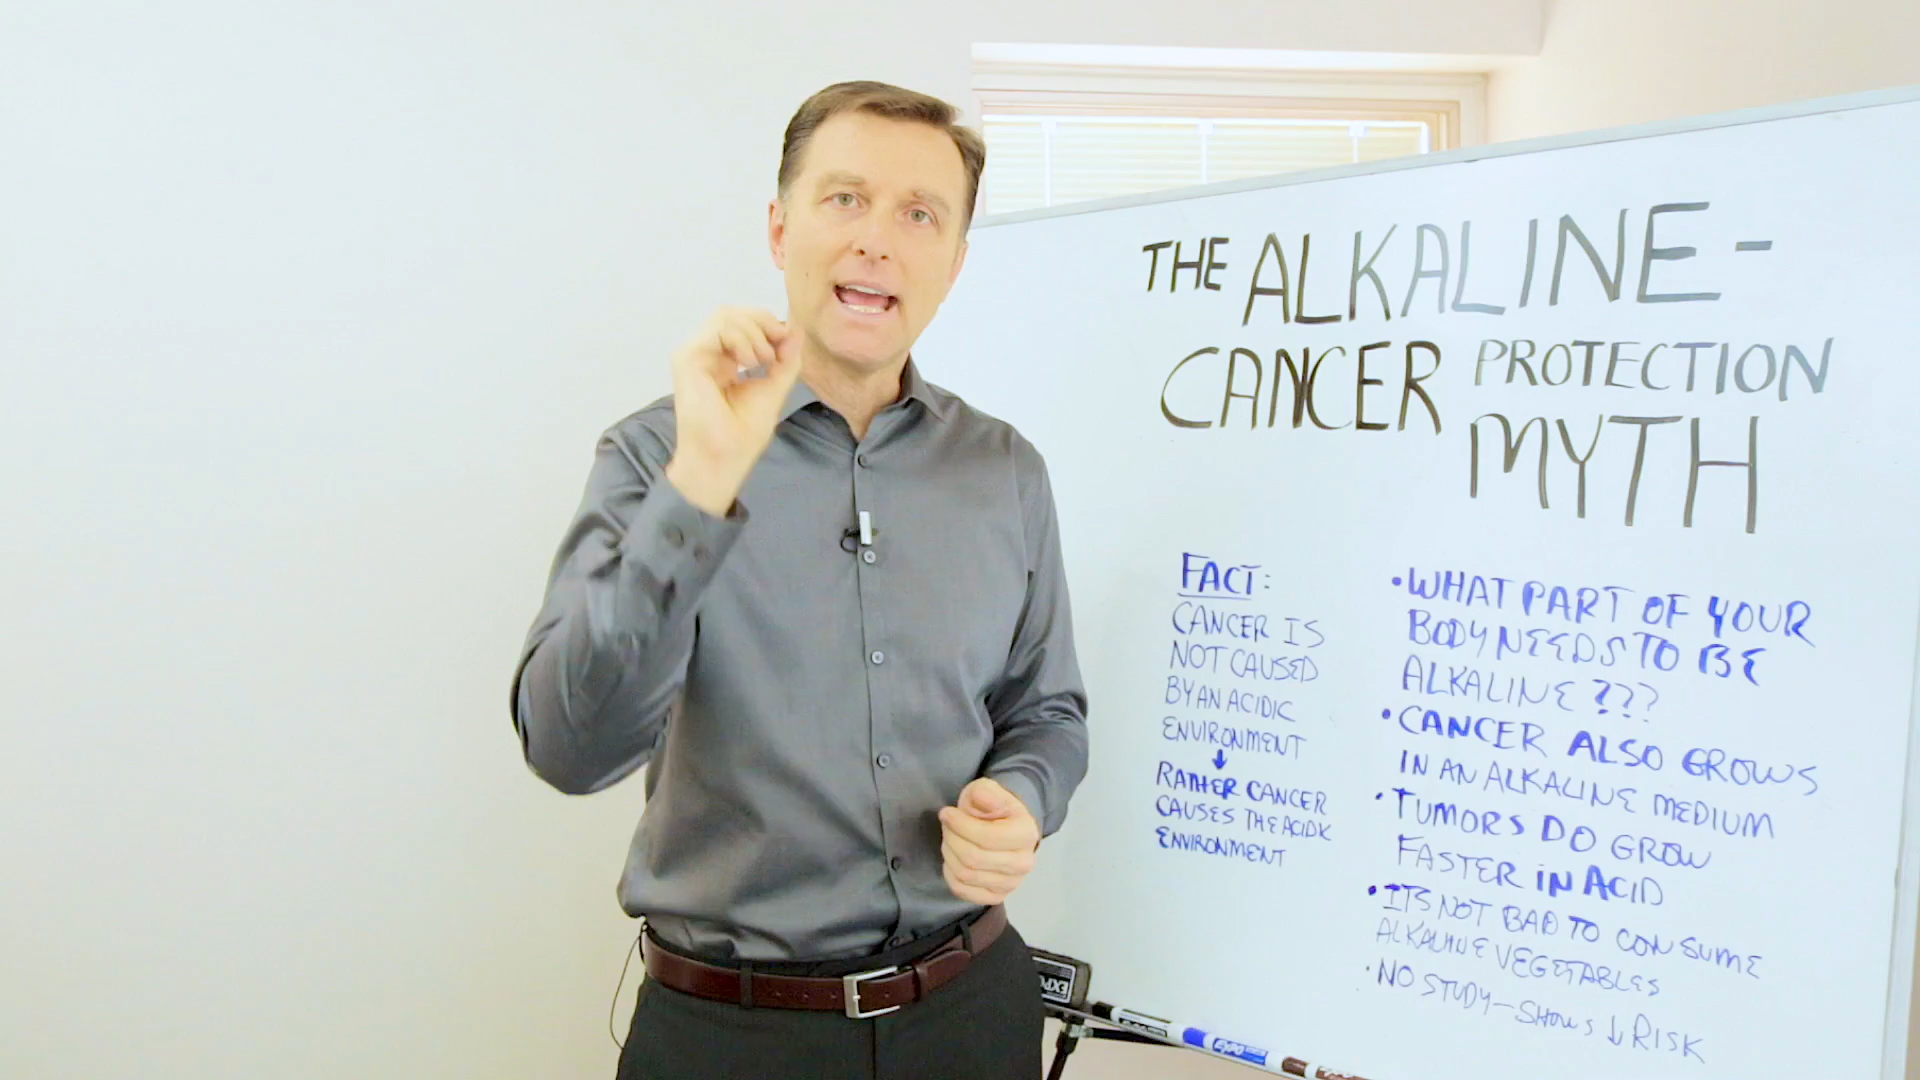 THE ALKALINE-
CANCER PROTECTION
MYTH
FACT:
CANCER IS
NOT CAUSED
BY AN ACIDIC
ENVIRONMENT
↓
RATHER CANCER
CAUSES THE ACIDIC
ENVIRONMENT
• WHAT PART OF YOUR
BODY NEEDS TO BE
ALKALINE???
• CANCER ALSO GROWS
IN AN ALKALINE MEDIUM
• TUMORS DO GROW
FASTER IN ACID
• ITS NOT BAD TO CONSUME
ALKALINE VEGETABLES
• NO STUDY—SHOWS ↓ RISK
EXPO